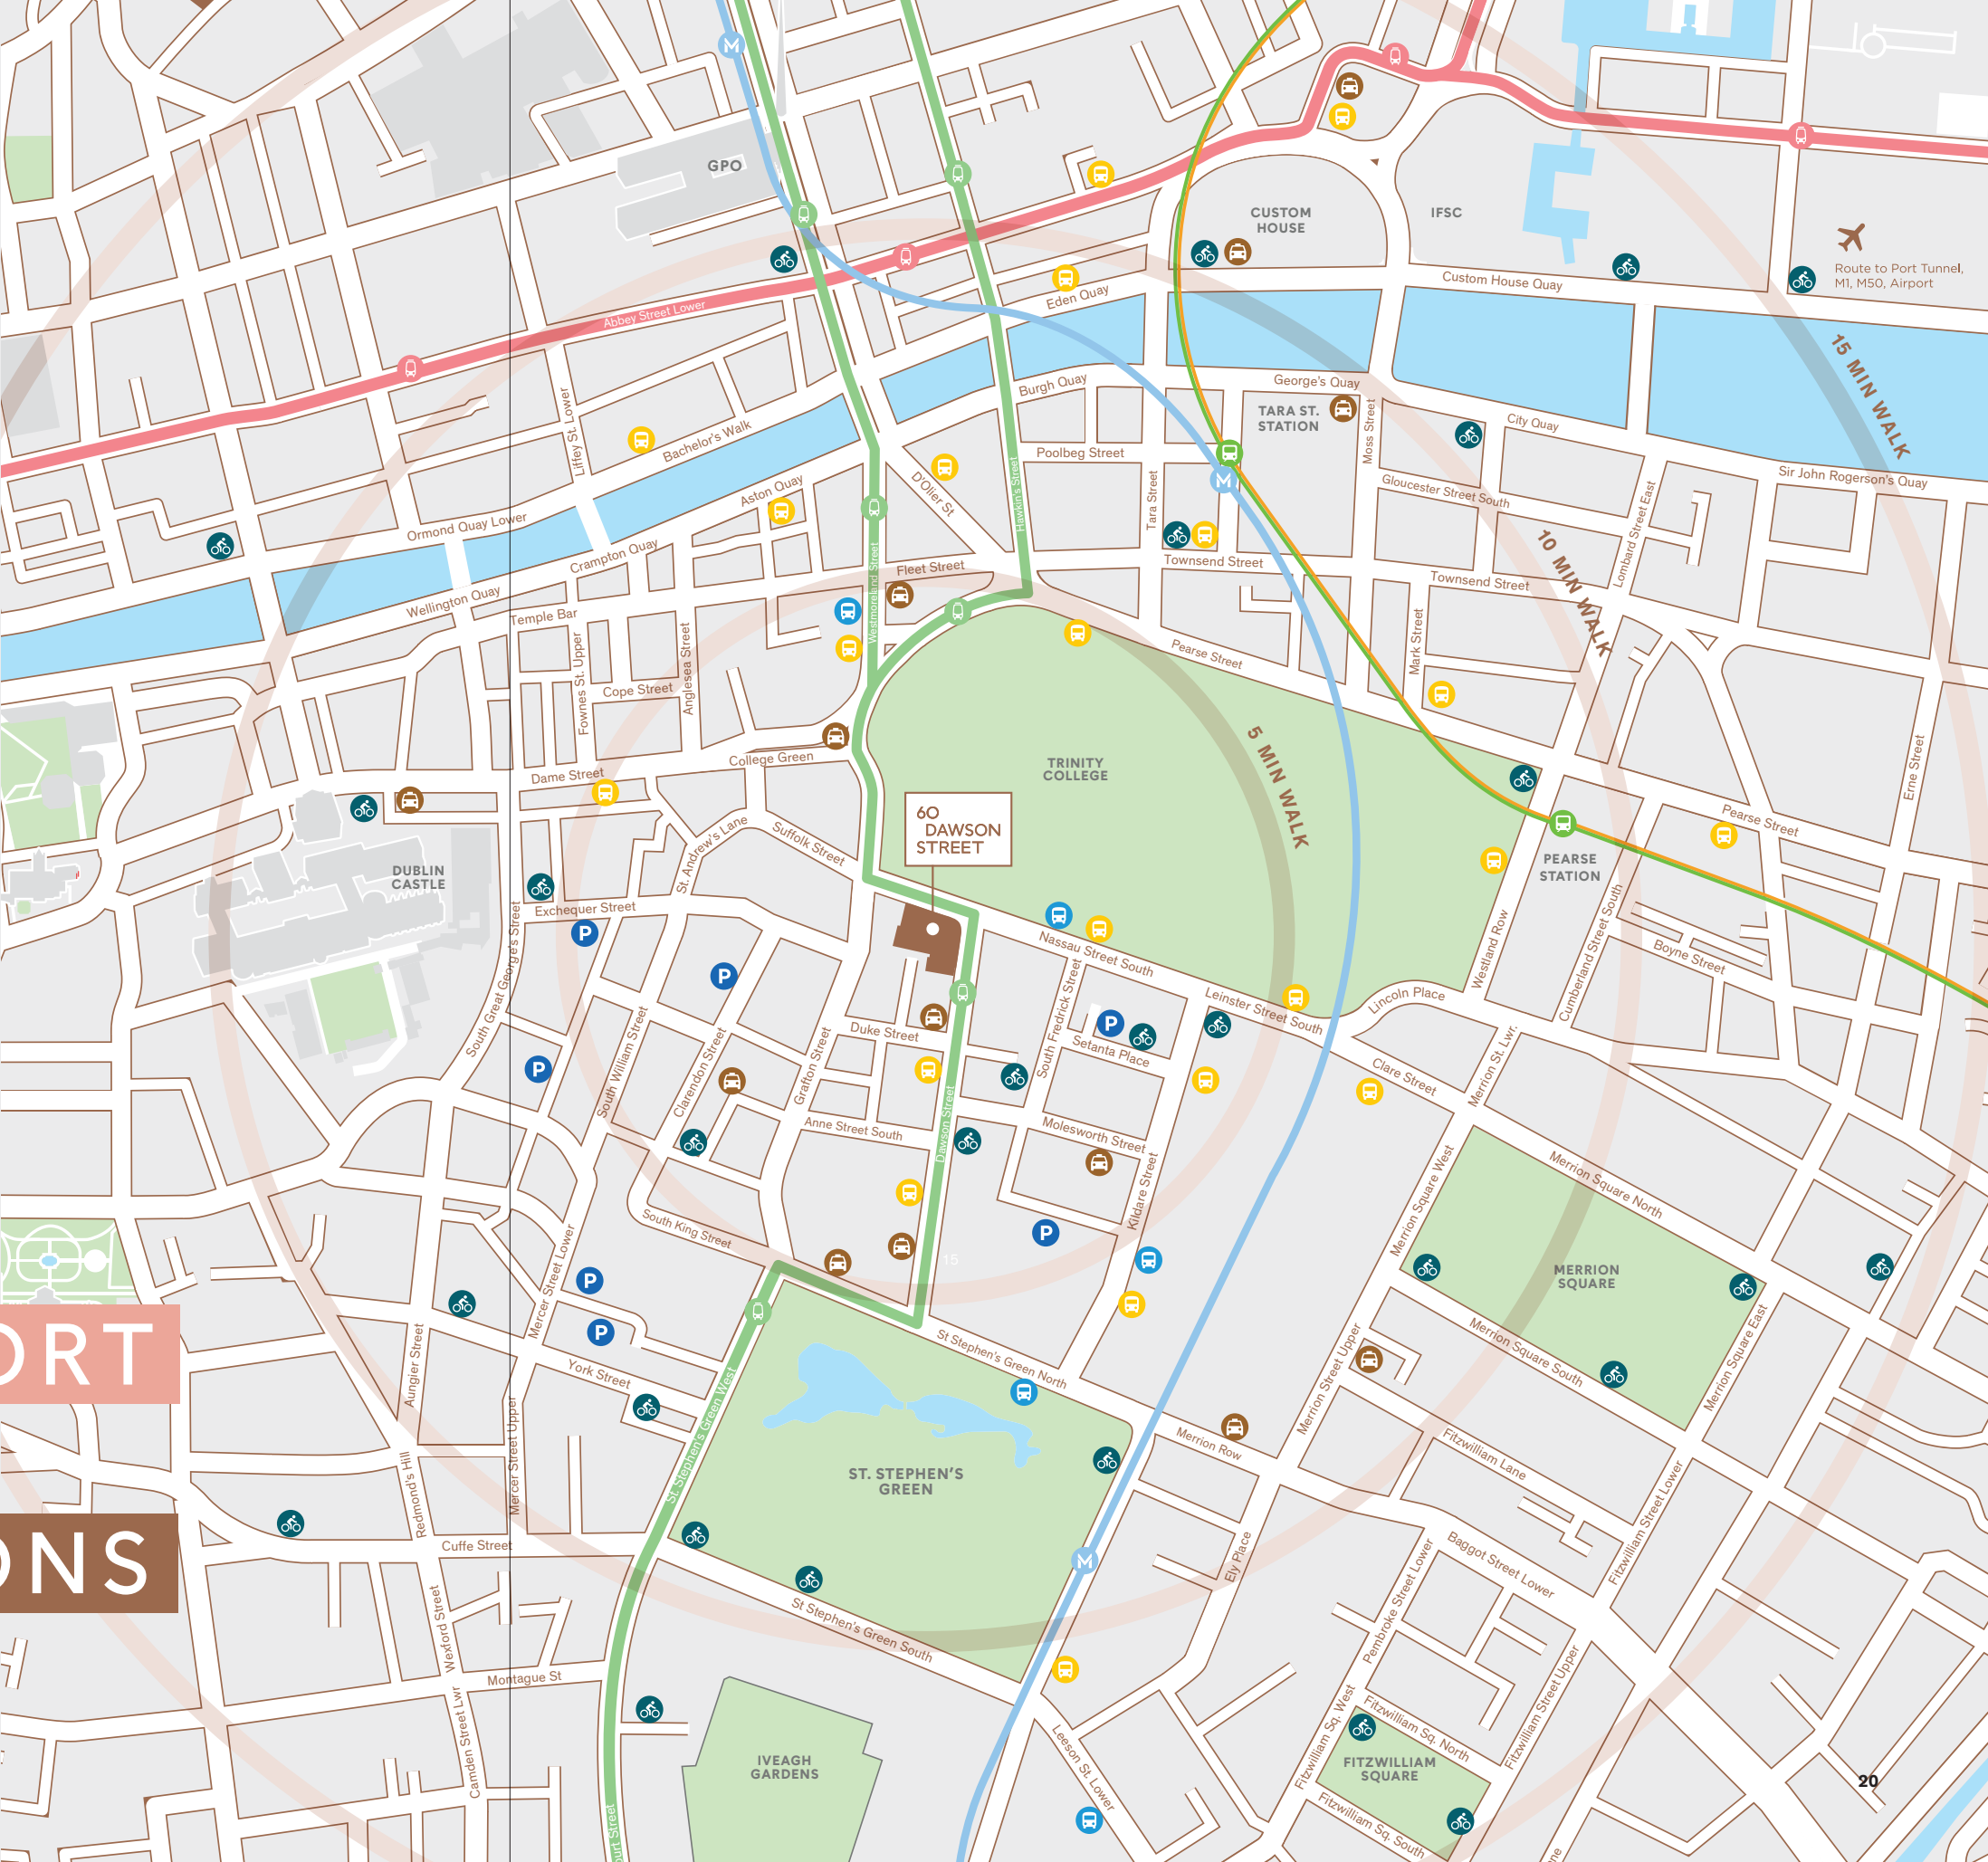 M
GPO
CUSTOM
HOUSE
IFSC
Route to Port Tunnel,
M1, M50, Airport
Custom House Quay
Eden Quay
Abbey Street Lower
15 MIN WALK
Burgh Quay
George's Quay
TARA ST.
STATION
Moss Street
City Quay
Liffey St. Lower
Bachelor's Walk
Poolbeg Street
Hawkin's Street
D'Olier St
Tara Street
M
Gloucester Street South
Sir John Rogerson's Quay
Lombard Street East
Aston Quay
Ormond Quay Lower
Crampton Quay
Wellington Quay
Temple Bar
Fleet Street
Westmoreland Street
Townsend Street
Townsend Street
10 MIN WALK
Fownes St. Upper
Anglesea Street
Cope Street
Pearse Street
Mark Street
College Green
Dame Street
TRINITY
COLLEGE
5 MIN WALK
Erne Street
60
DAWSON
STREET
Pearse Street
PEARSE
STATION
St. Andrew's Lane
Suffolk Street
DUBLIN
CASTLE
Exchequer Street
P
P
South Great George's Street
Nassau Street South
Westland Row
Cumberland Street South
Boyne Street
Leinster Street South
Lincoln Place
South Fredrick Street
P
Setanta Place
Duke Street
P
South William Street
Clarendon Street
Grafton Street
Clare Street
Merrion St. Lwr.
Anne Street South
Dawson Street
Molesworth Street
Kildare Street
P
Merrion Square North
Merrion Square West
MERRION
SQUARE
Merrion Square East
Merrion Square South
South King Street
15
P
P
Mercer Street Lower
ORT
Aungier Street
York Street
St Stephen's Green North
Merrion Street Upper
St. Stephen's Green West
Merrion Row
Fitzwilliam Lane
Fitzwilliam Street Lower
ST. STEPHEN'S
GREEN
Redmond's Hill
Mercer Street Upper
Cuffe Street
ONS
M
Ely Place
Baggot Street Lower
Pembroke Street Lower
St Stephen's Green South
Wexford Street
Montague St
Camden Street Lwr
Fitzwilliam Street Upper
Fitzwilliam Sq. West
Fitzwilliam Sq. North
FITZWILLIAM
SQUARE
Fitzwilliam Sq. South
Leeson St. Lower
IVEAGH
GARDENS
20
ourt Street